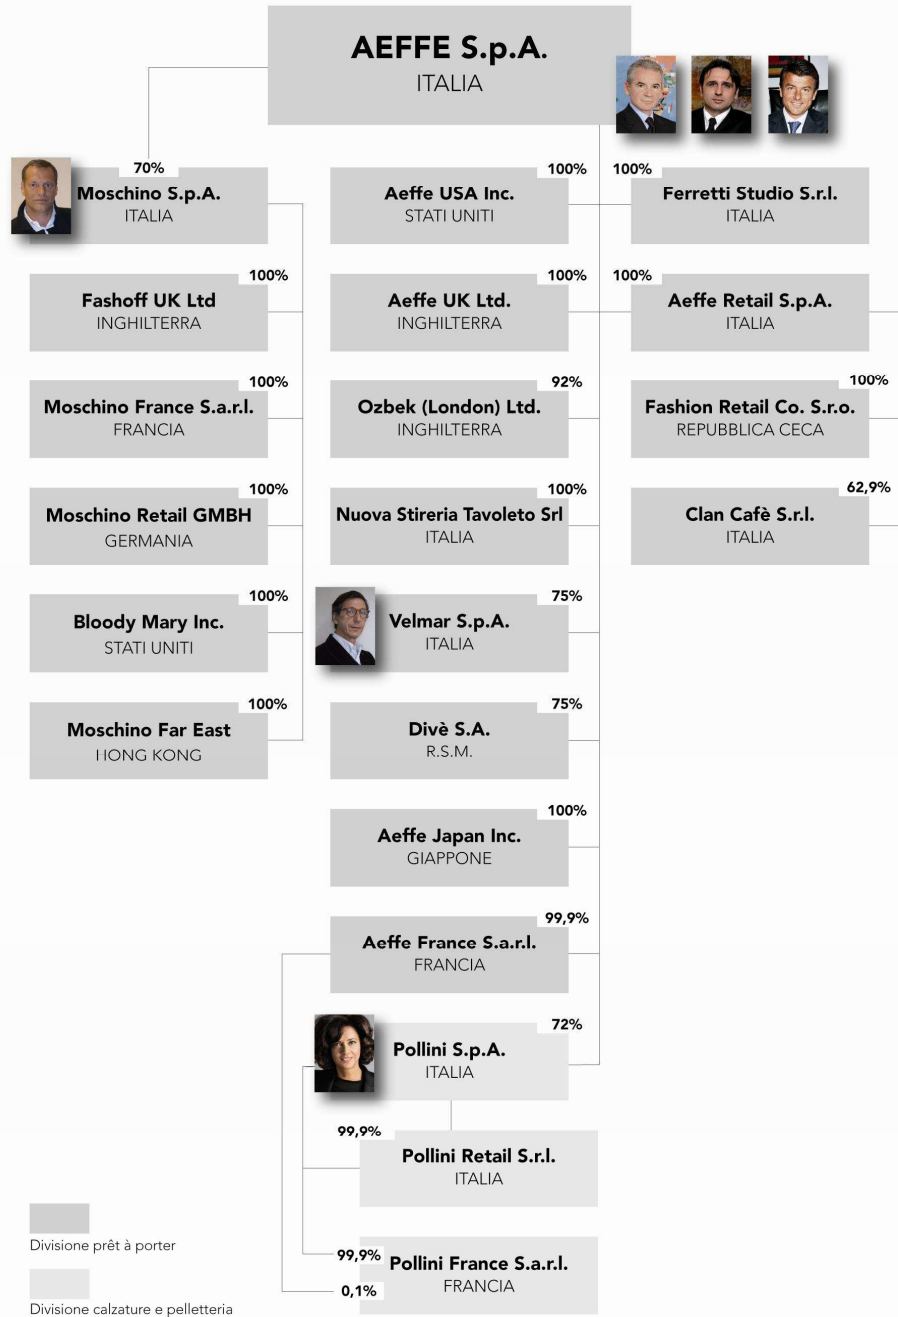 AEFFE S.p.A.
ITALIA
70%
Moschino S.p.A.
ITALIA
100%
Fashoff UK Ltd
INGHILTERRA
100%
Moschino France S.a.r.l.
FRANCIA
100%
Moschino Retail GMBH
GERMANIA
100%
Bloody Mary Inc.
STATI UNITI
100%
Moschino Far East
HONG KONG
100%
Aeffe USA Inc.
STATI UNITI
100%
Aeffe UK Ltd.
INGHILTERRA
92%
Ozbek (London) Ltd.
INGHILTERRA
100%
Nuova Stireria Tavoleto Srl
ITALIA
75%
Velmar S.p.A.
ITALIA
75%
Divè S.A.
R.S.M.
100%
Aeffe Japan Inc.
GIAPPONE
99,9%
Aeffe France S.a.r.l.
FRANCIA
72%
Pollini S.p.A.
ITALIA
99,9%
Pollini Retail S.r.l.
ITALIA
99,9%
Pollini France S.a.r.l.
FRANCIA
0,1%
100%
Ferretti Studio S.r.l.
ITALIA
100%
Aeffe Retail S.p.A.
ITALIA
100%
Fashion Retail Co. S.r.o.
REPUBBLICA CECA
62,9%
Clan Cafè S.r.l.
ITALIA
Divisione prêt à porter
Divisione calzature e pelletteria